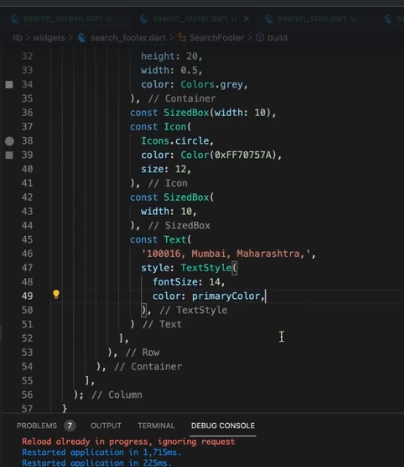 search_screen.dart U search_footer.dart U × search_tabs.dart U
lib > widgets > search_footer.dart > SearchFooter > build
32 height: 20,
33 width: 0.5,
34 color: Colors.grey,
35 ), // Container
36 const SizedBox(width: 10),
37 const Icon(
38 Icons.circle,
39 color: Color(0xFF70757A),
40 size: 12,
41 ), // Icon
42 const SizedBox(
43 width: 10,
44 ), // SizedBox
45 const Text(
46 '100016, Mumbai, Maharashtra,',
47 style: TextStyle(
48 fontSize: 14,
49 color: primaryColor,
50 ), // TextStyle
51 ) // Text
52 ],
53 ), // Row
54 ), // Container
55 ],
56 ); // Column
57 }
PROBLEMS 7 OUTPUT TERMINAL DEBUG CONSOLE
Reload already in progress, ignoring request
Restarted application in 1,715ms.
Restarted application in 225ms.